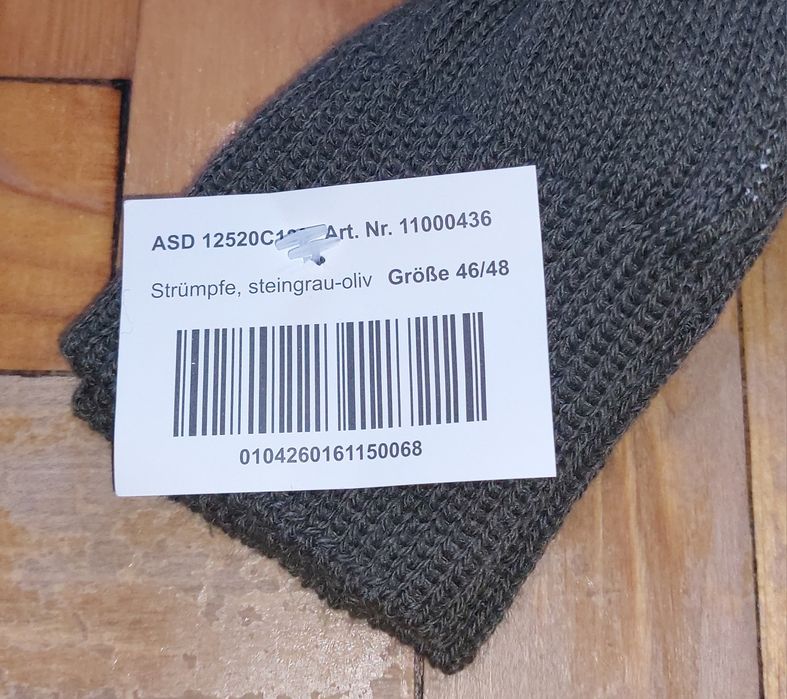 ASD Art. Nr. 11000436
Strümpfe, steingrau-oliv Größe 46/48
0104260161150068